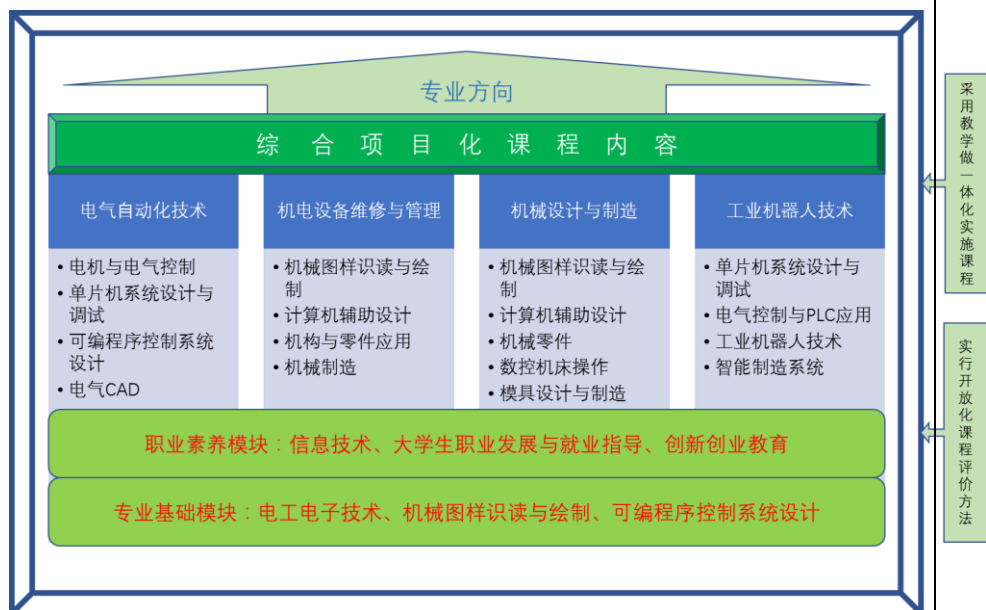 专业方向
综合项目化课程内容
电气自动化技术
• 电机与电气控制
• 单片机系统设计与
调试
• 可编程序控制系统
设计
• 电气CAD
机电设备维修与管理
• 机械图样识读与绘
制
• 计算机辅助设计
• 机构与零件应用
• 机械制造
机械设计与制造
• 机械图样识读与绘
制
• 计算机辅助设计
• 机械零件
• 数控机床操作
• 模具设计与制造
工业机器人技术
• 单片机系统设计与
调试
• 电气控制与PLC应用
• 工业机器人技术
• 智能制造系统
职业素养模块：信息技术、大学生职业发展与就业指导、创新创业教育
专业基础模块：电工电子技术、机械图样识读与绘制、可编程序控制系统设计
采用教学做一体化实施课程
实行开放化课程评价方法